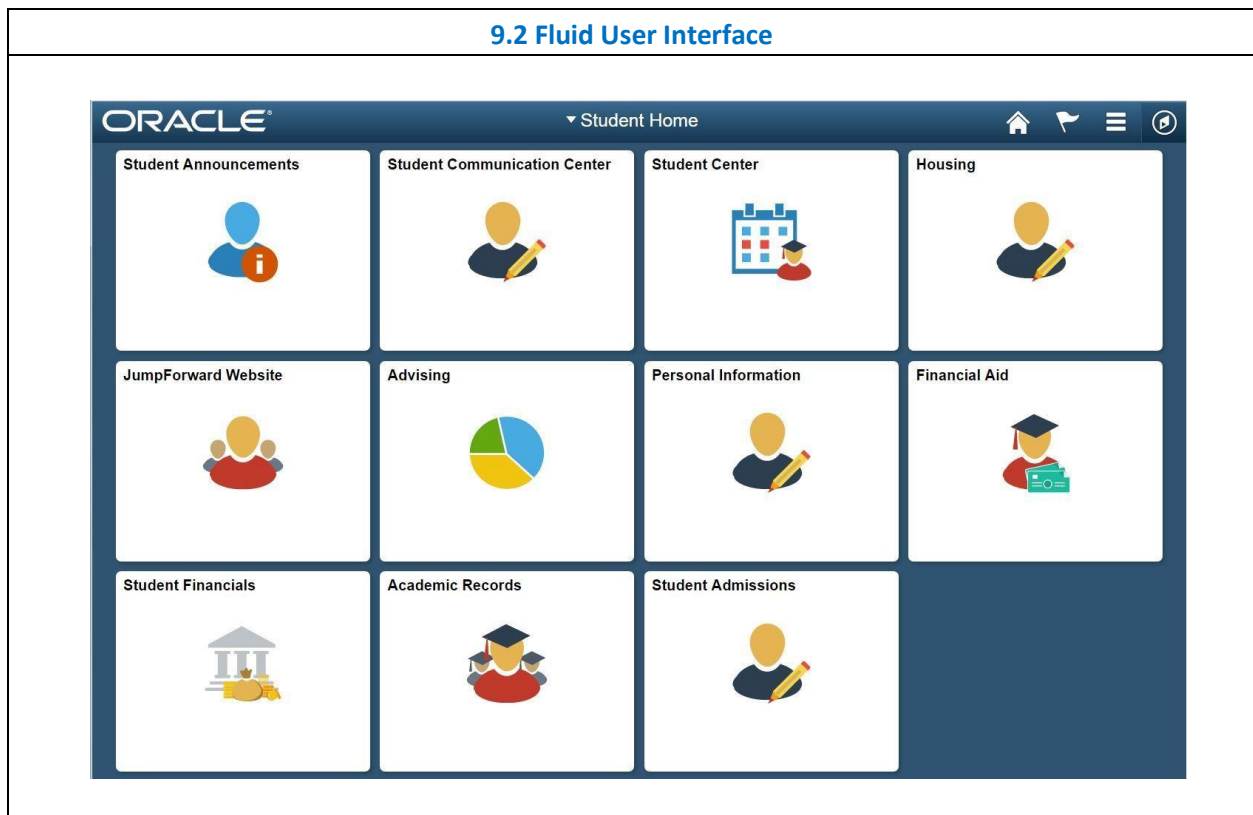 9.2 Fluid User Interface
ORACLE®
Student Home
Student Announcements
Student Communication Center
Student Center
Housing
JumpForward Website
Advising
Personal Information
Financial Aid
Student Financials
Academic Records
Student Admissions